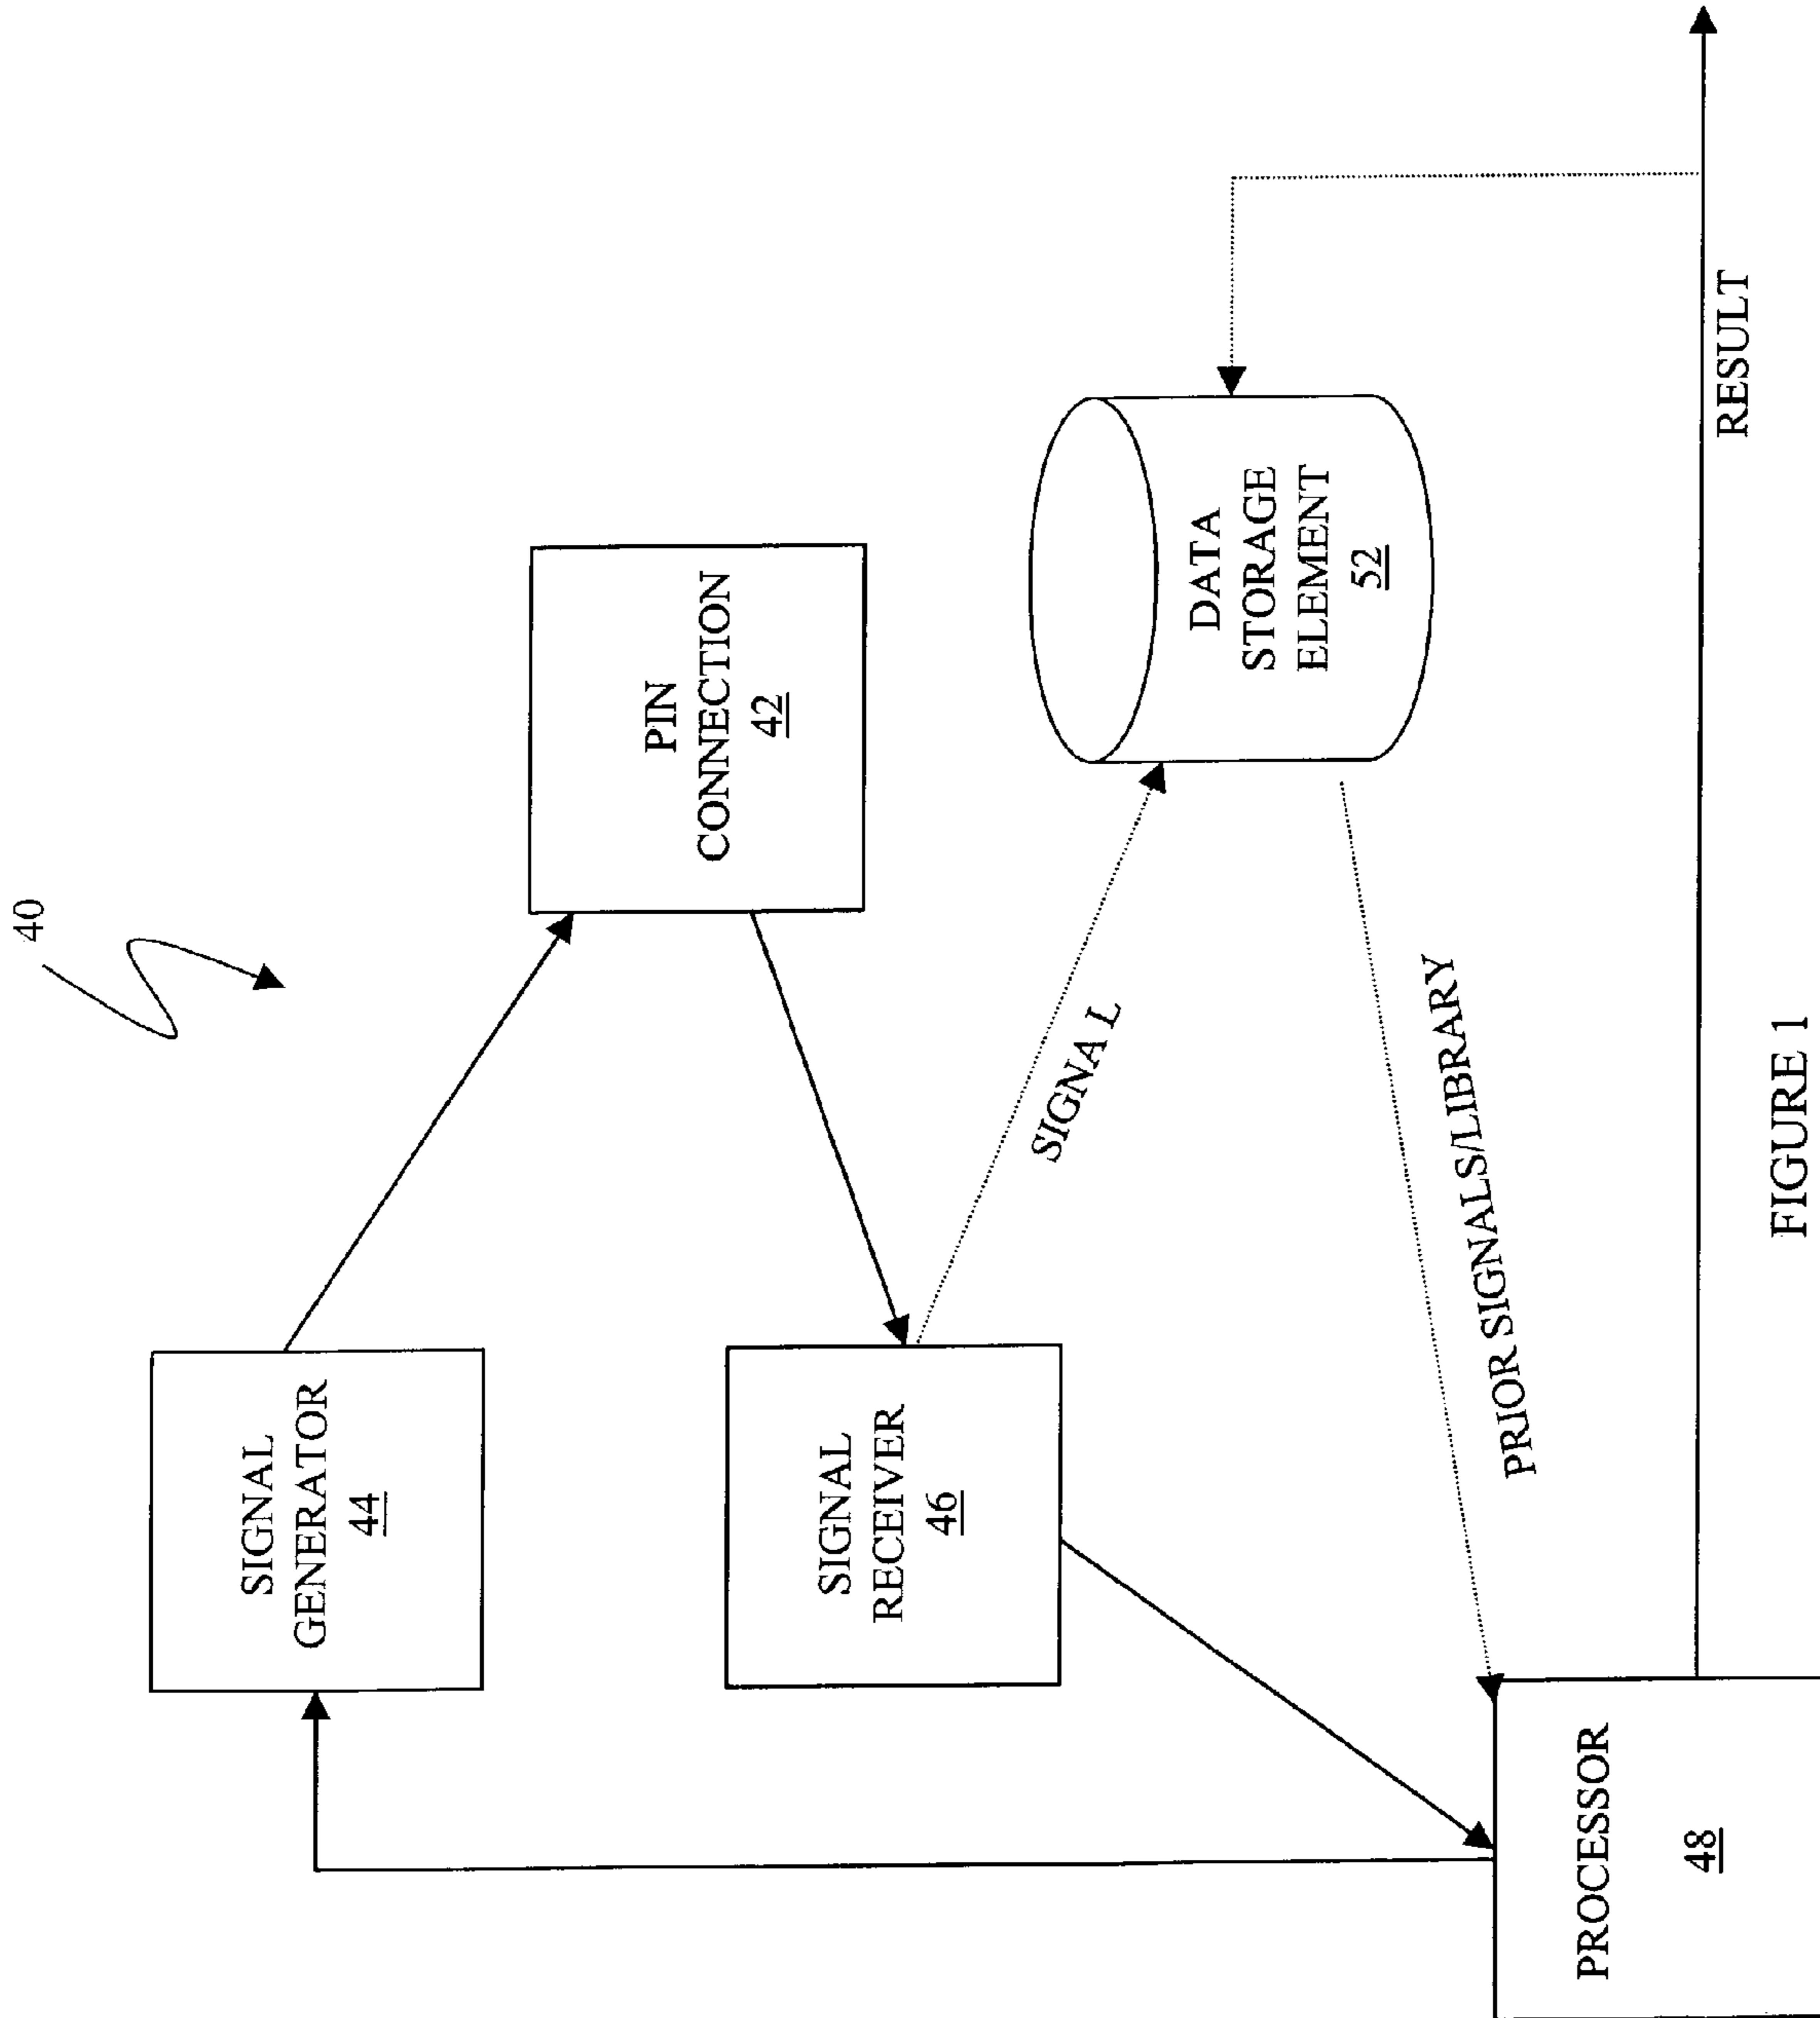 40
SIGNAL
GENERATOR
44
PIN
CONNECTION
42
SIGNAL
RECEIVER
46
SIGNAL
DATA
STORAGE
ELEMENT
52
PRIOR SIGNALS/LIBRARY
PROCESSOR
48
RESULT
FIGURE 1